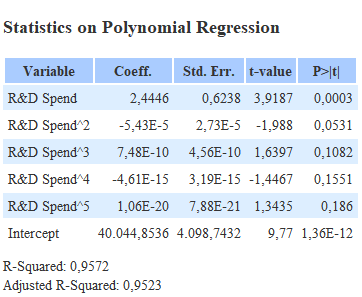 Statistics on Polynomial Regression
Variable Coeff. Std. Err. t-value P>|t|
R&D Spend 2,4446 0,6238 3,9187 0,0003
R&D Spend^2 -5,43E-5 2,73E-5 -1,988 0,0531
R&D Spend^3 7,48E-10 4,56E-10 1,6397 0,1082
R&D Spend^4 -4,61E-15 3,19E-15 -1,4467 0,1551
R&D Spend^5 1,06E-20 7,88E-21 1,3435 0,186
Intercept 40.044,8536 4.098,7432 9,77 1,36E-12
R-Squared: 0,9572
Adjusted R-Squared: 0,9523